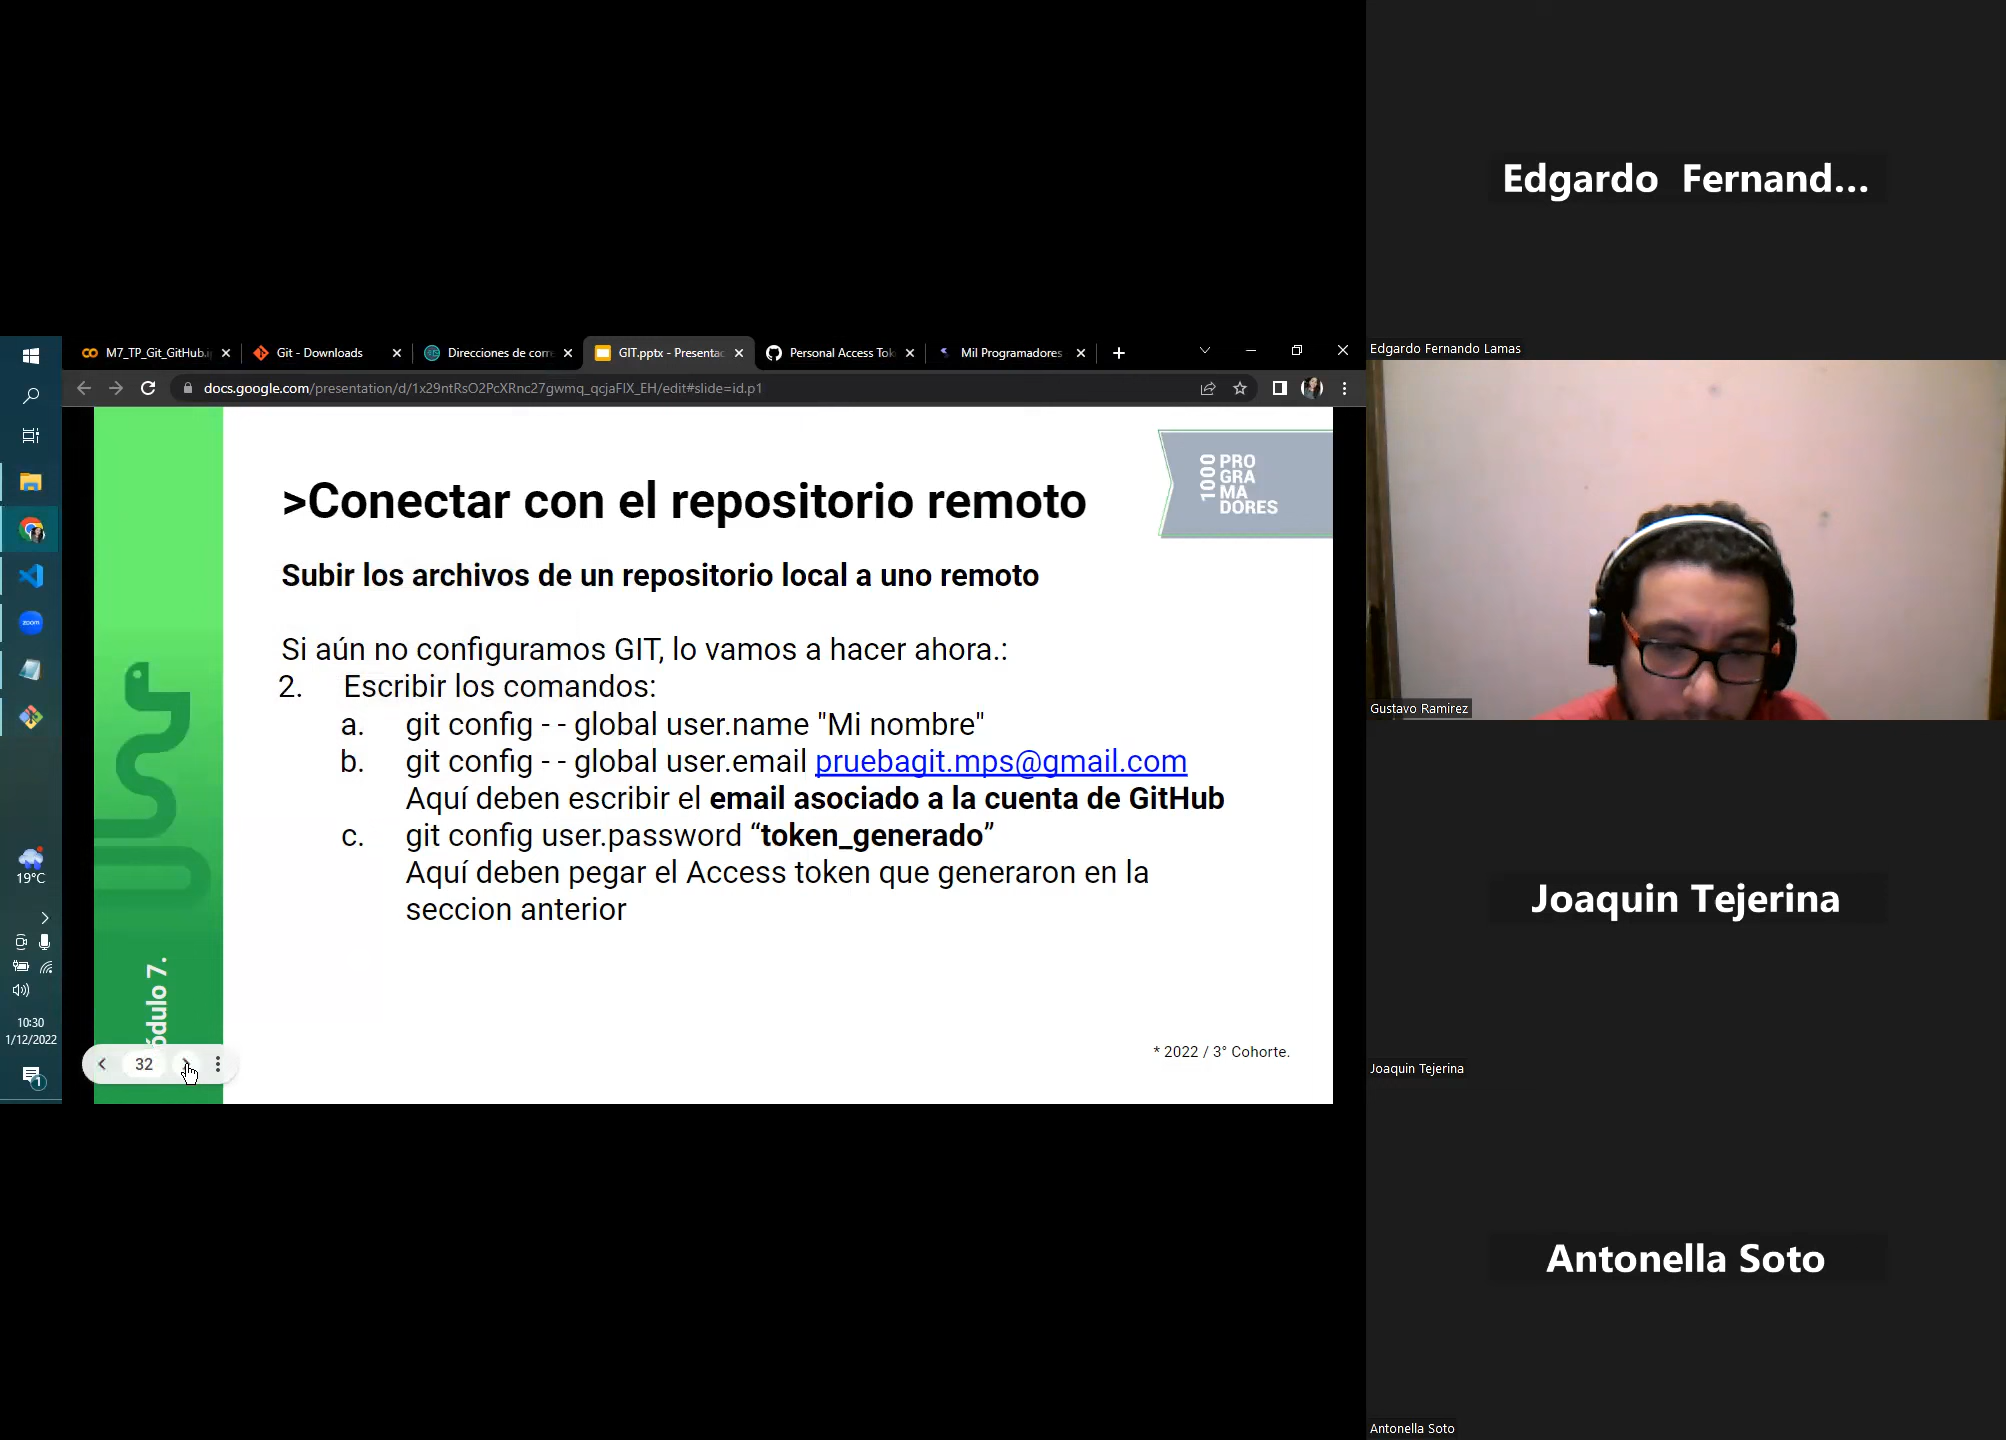 M7_TP_Git_GitHub.i
Git - Downloads
Direcciones de corre
GIT.pptx - Presentac
Personal Access Tok
Mil Programadores
docs.google.com/presentation/d/1x29ntRsO2PcXRnc27gwmq_qcjaFIX_EH/edit#slide=id.p1
>Conectar con el repositorio remoto
1000
PRO
GRA
MA
DORES
Subir los archivos de un repositorio local a uno remoto
Si aún no configuramos GIT, lo vamos a hacer ahora.:
2. Escribir los comandos:
a. git config - - global user.name "Mi nombre"
b. git config - - global user.email pruebagit.mps@gmail.com
Aquí deben escribir el email asociado a la cuenta de GitHub
c. git config user.password “token_generado”
Aquí deben pegar el Access token que generaron en la
seccion anterior
ódulo 7.
32
* 2022 / 3° Cohorte.
zoom
19°C
10:30
1/12/2022
1
Edgardo Fernand...
Edgardo Fernando Lamas
Gustavo Ramirez
Joaquin Tejerina
Joaquin Tejerina
Antonella Soto
Antonella Soto